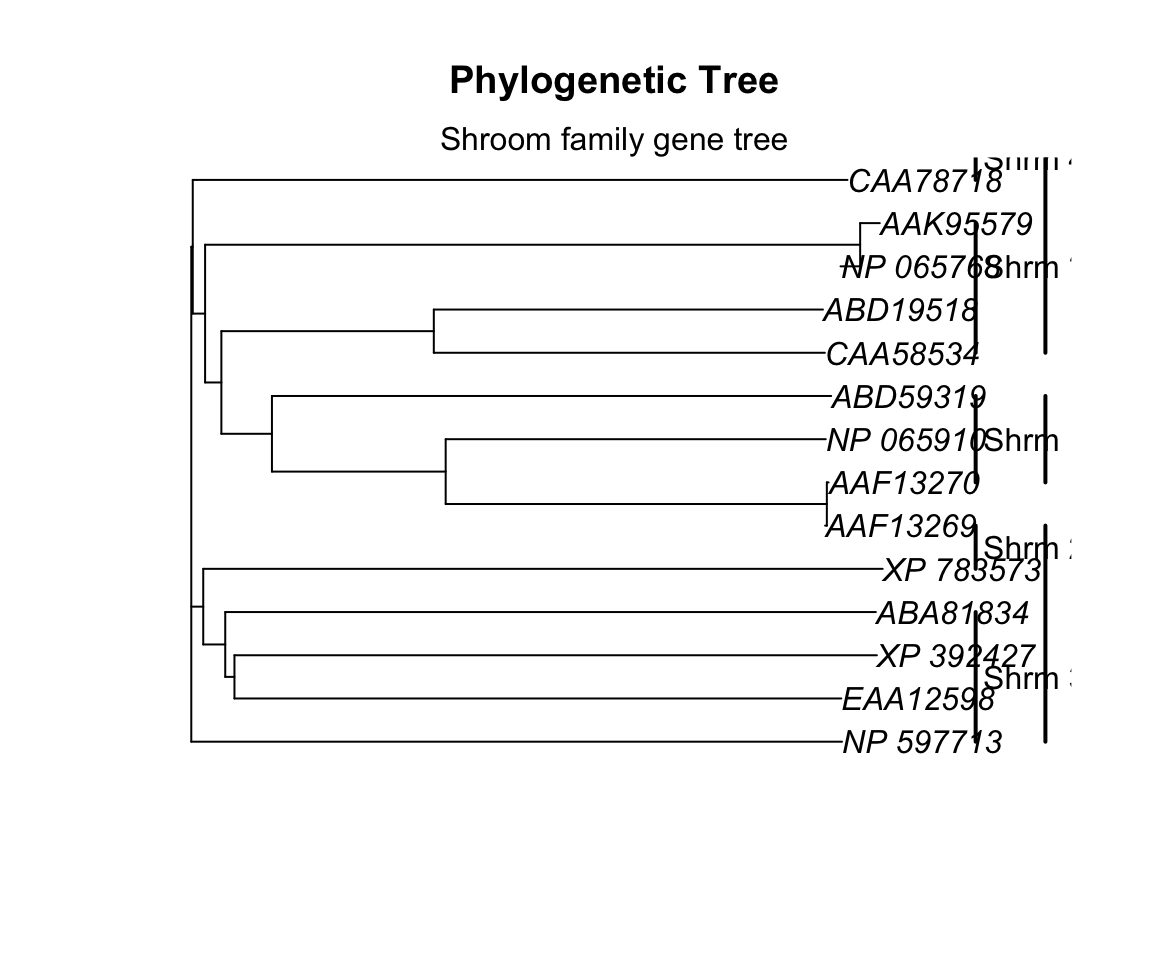 Phylogenetic Tree
Shroom family gene tree
Shrm
CAA78718
AAK95579
NP 065768 Shrm
ABD19518
CAA58534
ABD59319
NP 065910 Shrm
AAF13270
AAF13269
Shrm
XP 783573
ABA81834
XP 392427
Shrm
EAA12598
NP 597713